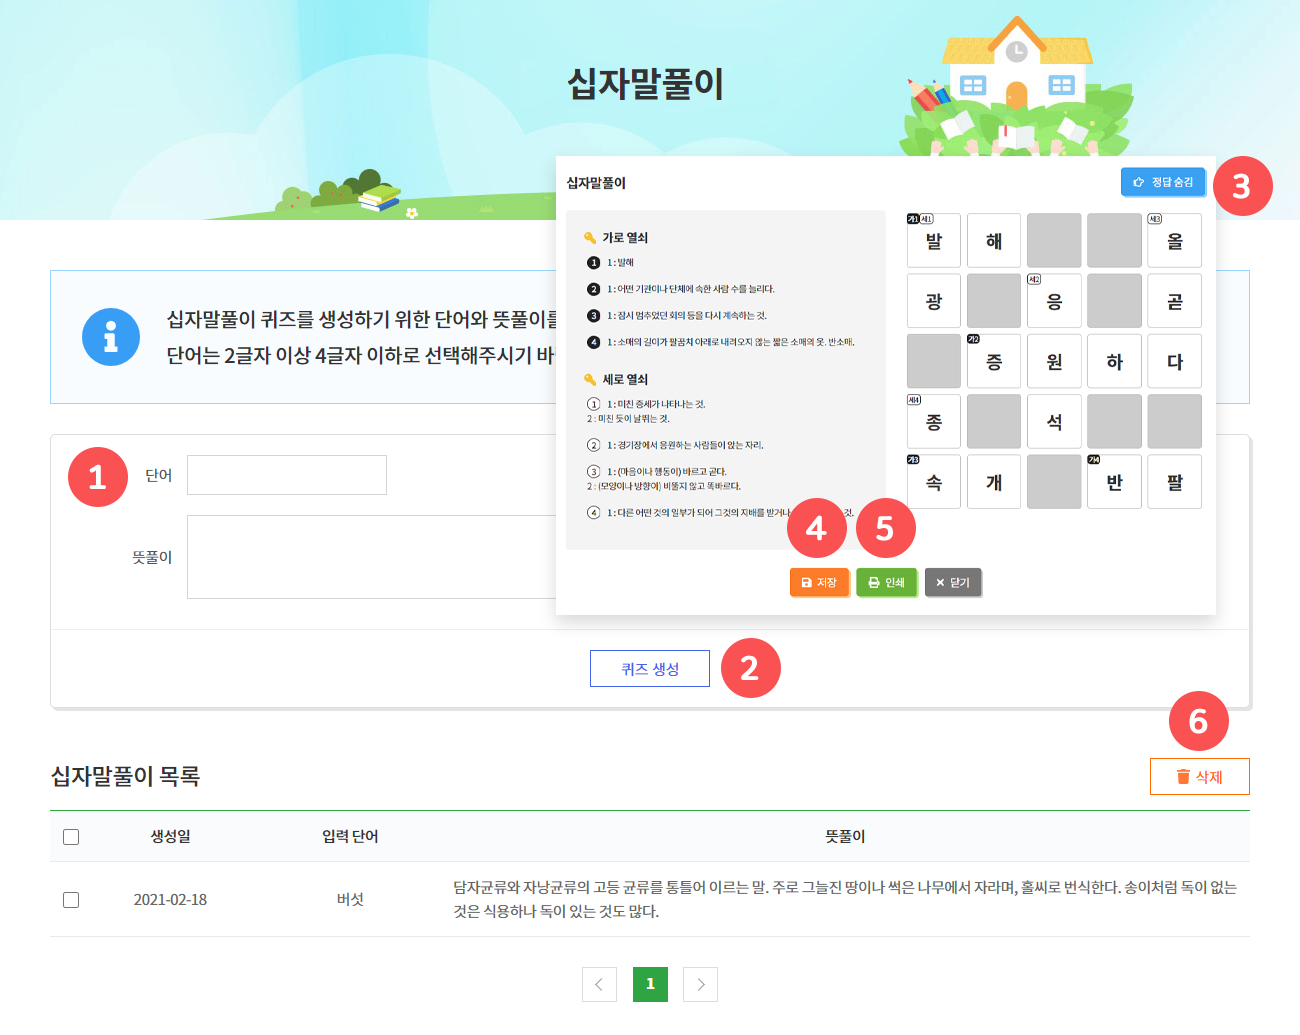 십자말풀이
십자말풀이
정답 숨김
3
가로 열쇠
1 1 : 발해
2 1 : 어떤 기관이나 단체에 속한 사람 수를 늘리다.
3 1 : 잠시 멈추었던 회의 등을 다시 계속하는 것.
4 1 : 소매의 길이가 팔꿈치 아래로 내려오지 않는 짧은 소매의 옷. 반소매.
세로 열쇠
1 1 : 미친 증세가 나타나는 것.
2 : 미친 듯이 날뛰는 것.
2 1 : 경기장에서 응원하는 사람들이 앉는 자리.
3 1 : (마음이나 행동이) 바르고 곧다.
2 : (모양이나 방향이) 비뚤지 않고 똑바르다.
4 1 : 다른 어떤 것의 일부가 되어 그것의 지배를 받거나 것.
가1 세1 세3
발 해 올
세2
광 응 곧
가2
증 원 하 다
세4
종 석
가3 가4
속 개 반 팔
4 5
저장 인쇄 닫기
십자말풀이 퀴즈를 생성하기 위한 단어와 뜻풀이를
단어는 2글자 이상 4글자 이하로 선택해주시기 바
1 단어
뜻풀이
퀴즈 생성 2
6
십자말풀이 목록 삭제
생성일 입력 단어 뜻풀이
2021-02-18 버섯 담자균류와 자낭균류의 고등 균류를 통틀어 이르는 말. 주로 그늘진 땅이나 썩은 나무에서 자라며, 홀씨로 번식한다. 송이처럼 독이 없는
것은 식용하나 독이 있는 것도 많다.
1